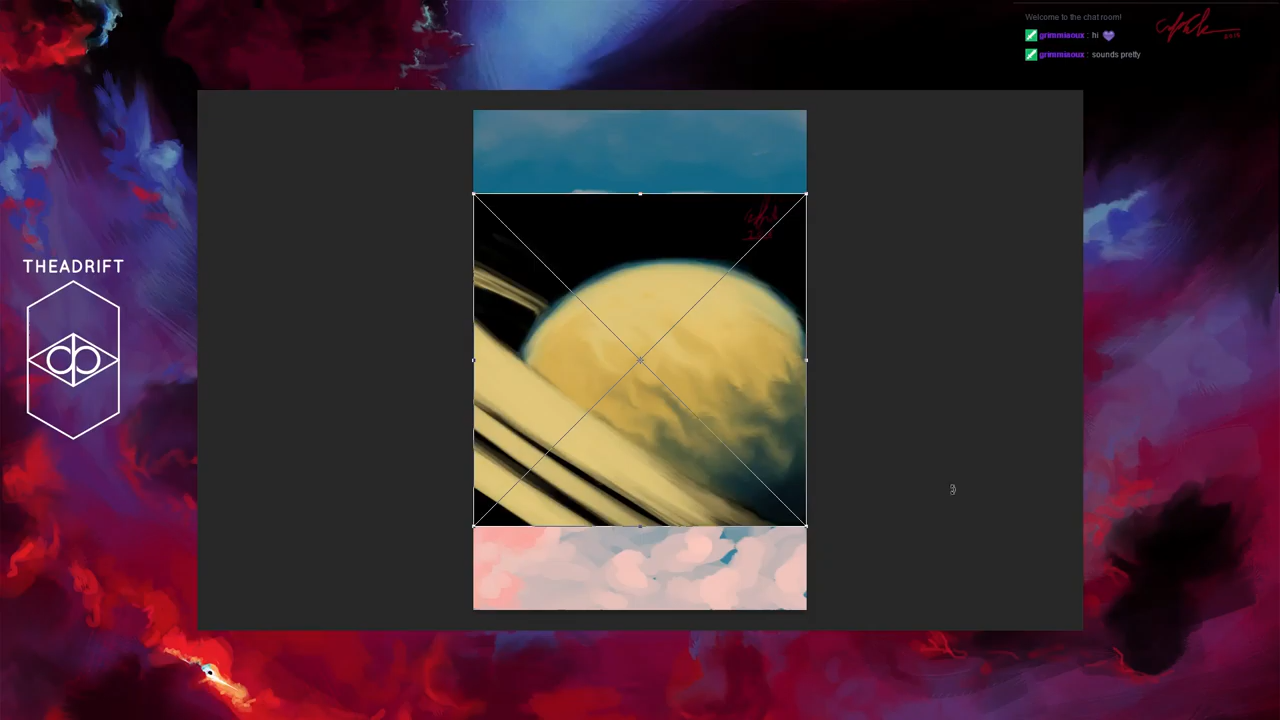 Welcome to the chat room!
grimmiaoux : hi
grimmiaoux : sounds pretty
THEADRIFT